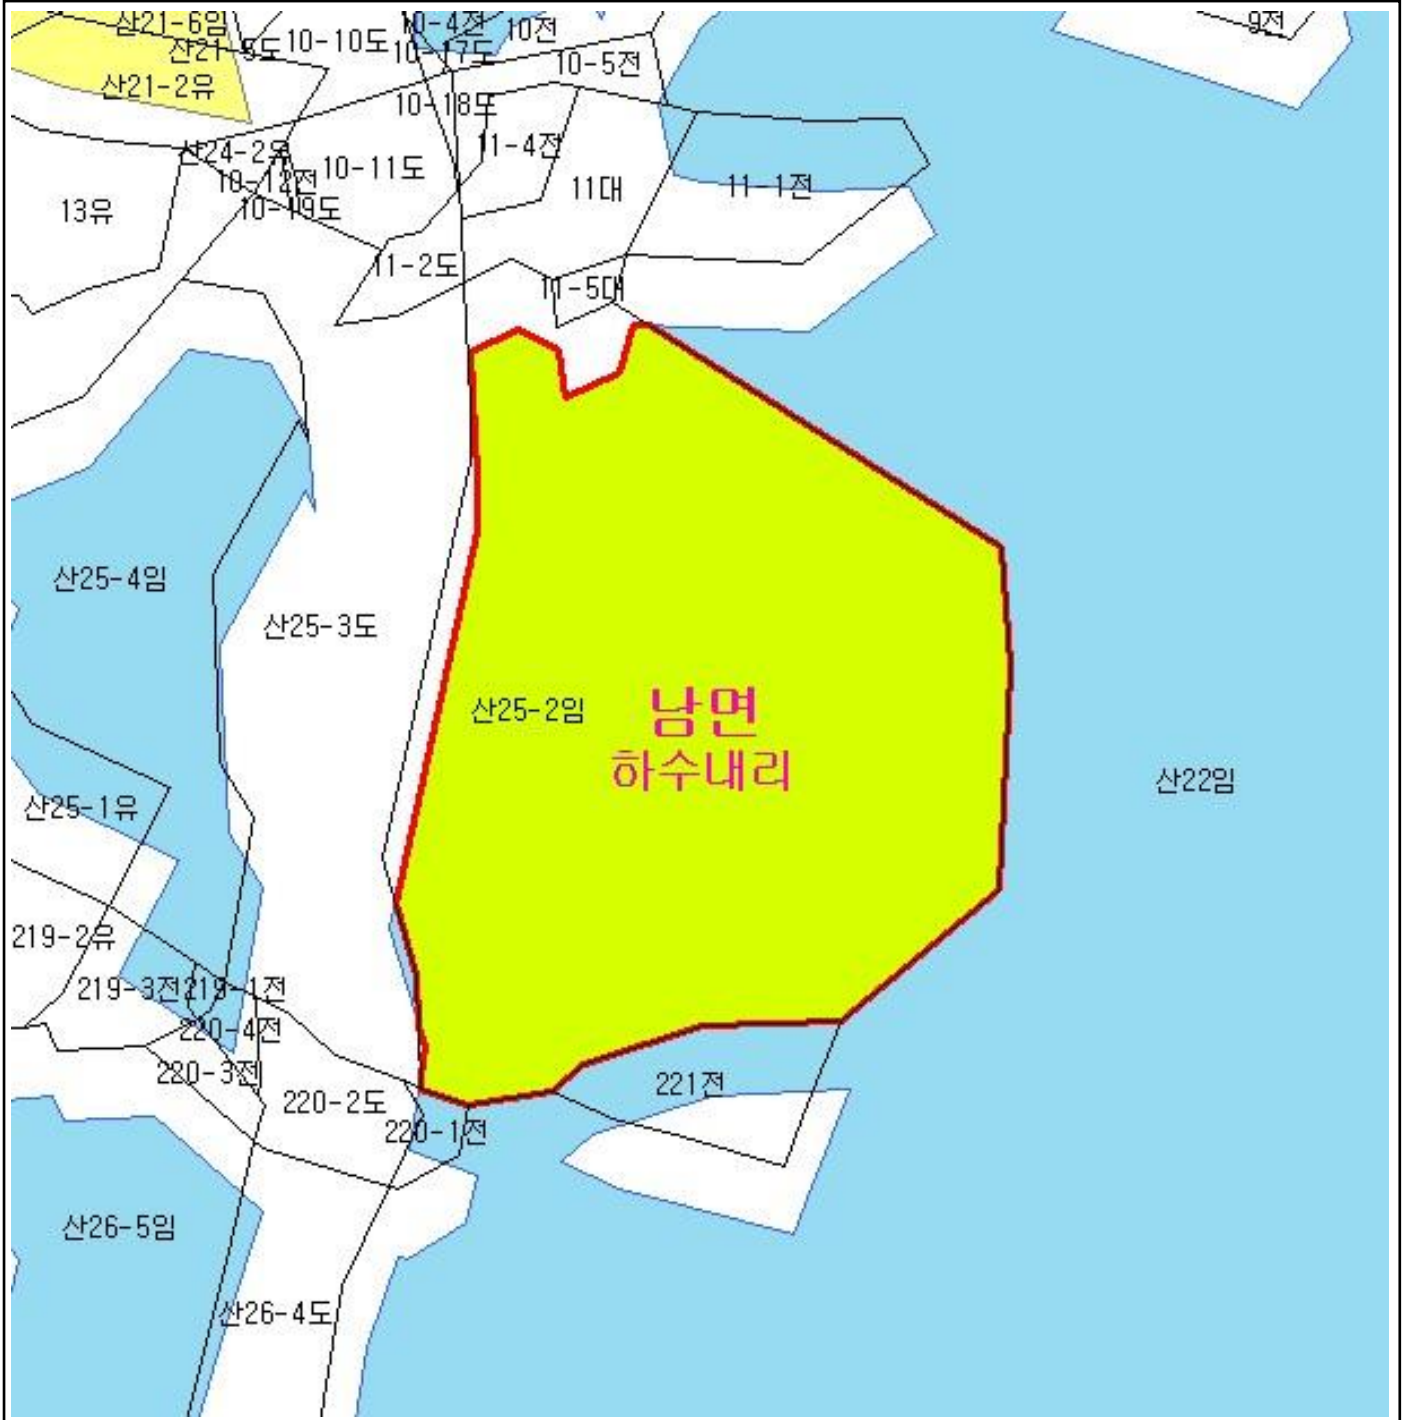 산21-6임
10-4전
10전
9전
산21-5도
10-10도
10-17도
10-5전
산21-2유
10-18도
11-4전
산24-2유
10-12전
10-11도
11대
11-1전
13유
10-19도
11-2도
11-5대
산25-4임
산25-3도
산25-2임
남면
하수내리
산22임
산25-1유
219-2유
219-3전
219-1전
220-4전
220-3전
220-2도
221전
220-1전
산26-5임
산26-4도